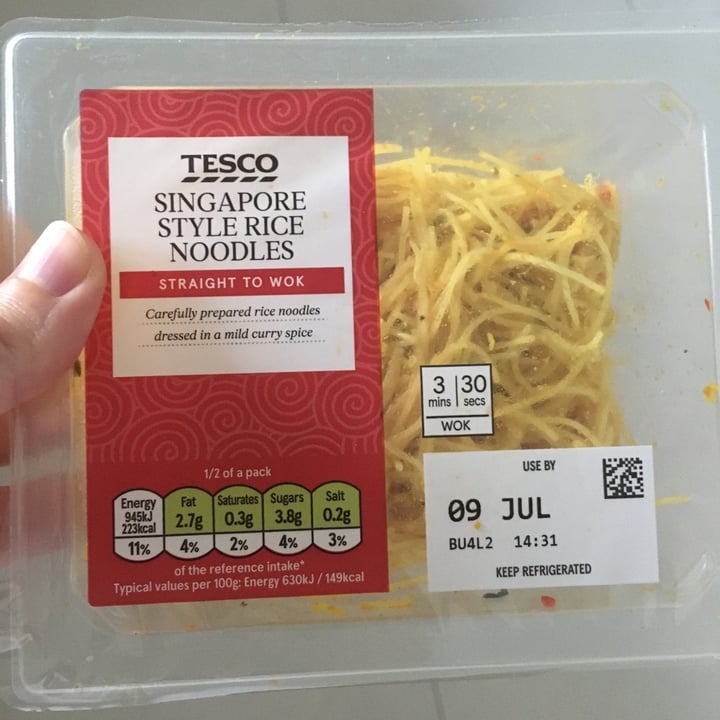 TESCO
SINGAPORE
STYLE RICE
NOODLES
STRAIGHT TO WOK
Carefully prepared rice noodles
dressed in a mild curry spice
3 mins | 30 secs
WOK
1/2 of a pack
Energy 945kJ 223kcal 11%
Fat 2.7g 4%
Saturates 0.3g 2%
Sugars 3.8g 4%
Salt 0.2g 3%
of the reference intake*
Typical values per 100g: Energy 630kJ / 149kcal
USE BY
09 JUL
BU4L2 14:31
KEEP REFRIGERATED